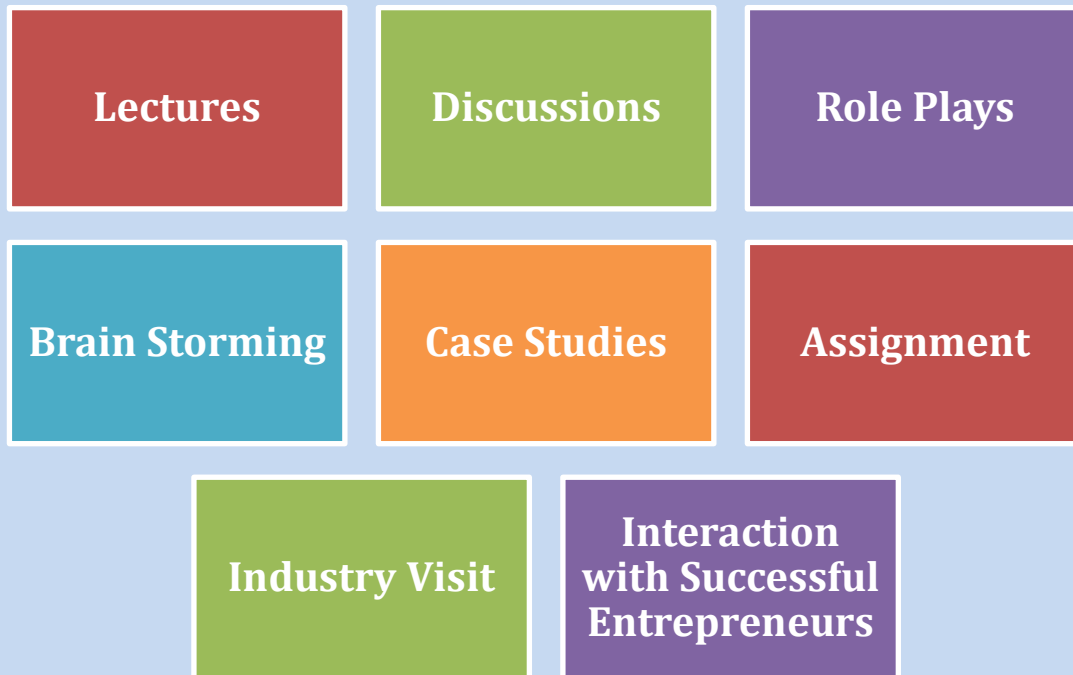 Lectures
Discussions
Role Plays
Brain Storming
Case Studies
Assignment
Industry Visit
Interaction
with Successful
Entrepreneurs